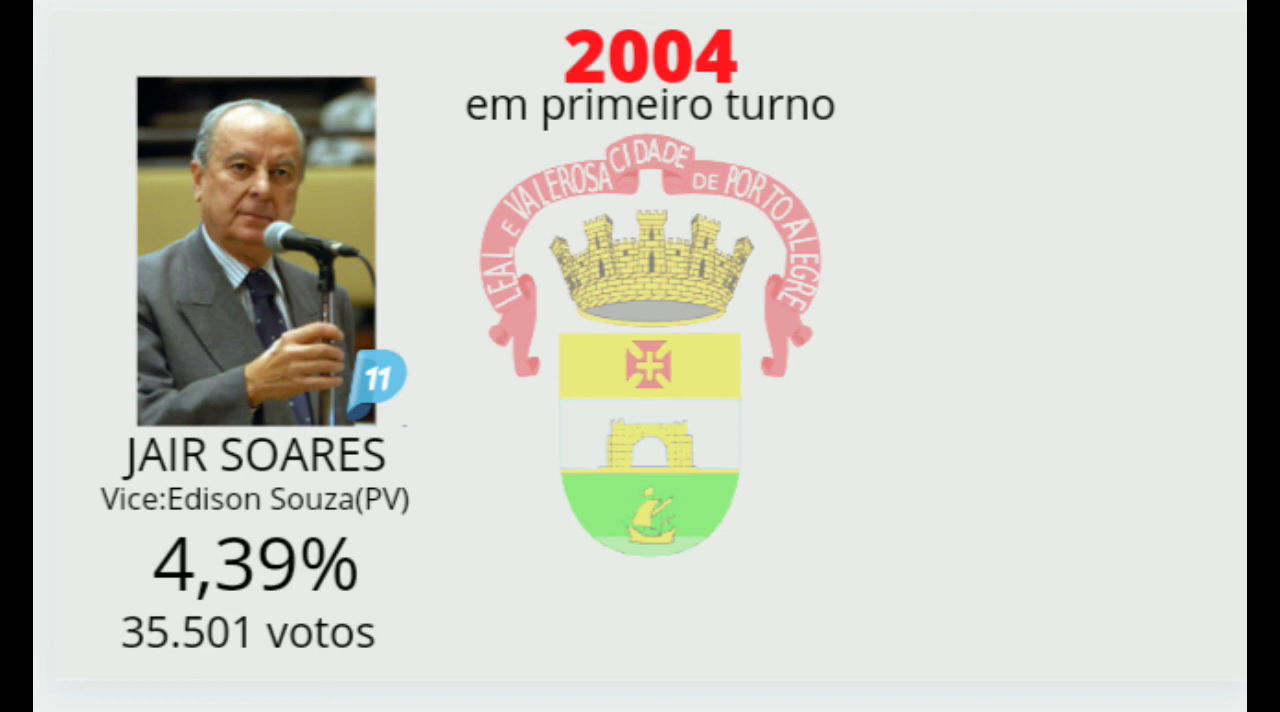 2004
em primeiro turno
LEAL E VALEROSA CIDADE DE PORTO ALEGRE
11
JAIR SOARES
Vice:Edison Souza(PV)
4,39%
35.501 votos